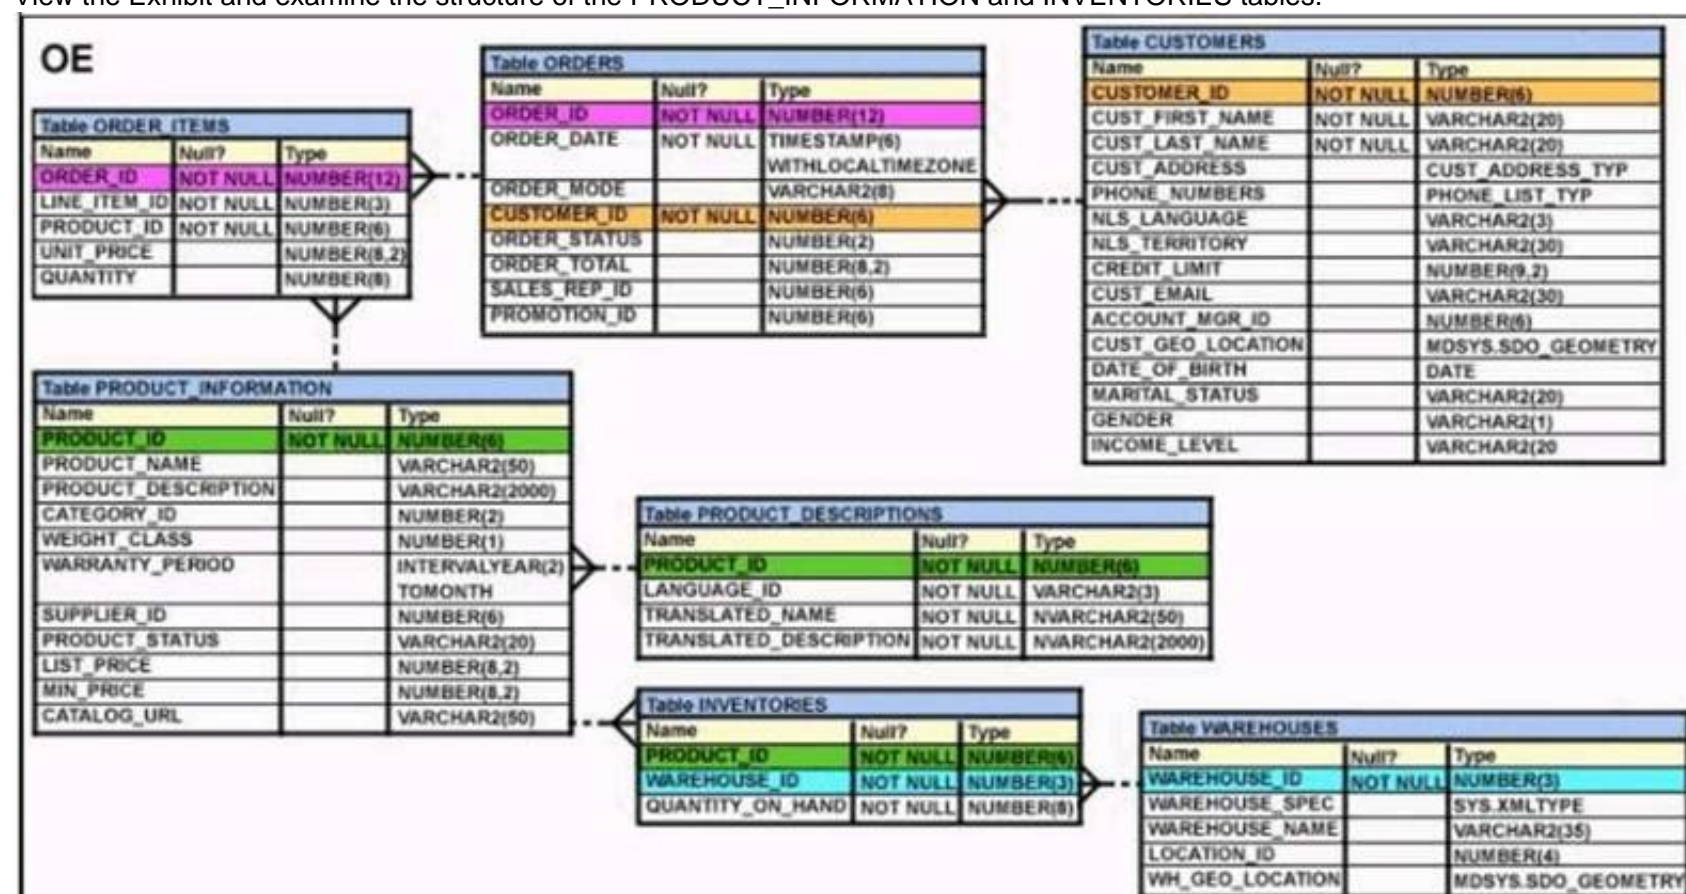 View the Exhibit and examine the structure of the PRODUCT_INFORMATION and INVENTORIES tables.
OE
Table ORDER_ITEMS
Name Null? Type
ORDER_ID NOT NULL NUMBER(12)
LINE_ITEM_ID NOT NULL NUMBER(3)
PRODUCT_ID NOT NULL NUMBER(6)
UNIT_PRICE NUMBER(8,2)
QUANTITY NUMBER(8)
Table ORDERS
Name Null? Type
ORDER_ID NOT NULL NUMBER(12)
ORDER_DATE NOT NULL TIMESTAMP(6)
WITHLOCALTIMEZONE
ORDER_MODE VARCHAR2(8)
CUSTOMER_ID NOT NULL NUMBER(6)
ORDER_STATUS NUMBER(2)
ORDER_TOTAL NUMBER(8,2)
SALES_REP_ID NUMBER(6)
PROMOTION_ID NUMBER(6)
Table CUSTOMERS
Name Null? Type
CUSTOMER_ID NOT NULL NUMBER(6)
CUST_FIRST_NAME NOT NULL VARCHAR2(20)
CUST_LAST_NAME NOT NULL VARCHAR2(20)
CUST_ADDRESS CUST_ADDRESS_TYP
PHONE_NUMBERS PHONE_LIST_TYP
NLS_LANGUAGE VARCHAR2(3)
NLS_TERRITORY VARCHAR2(30)
CREDIT_LIMIT NUMBER(9,2)
CUST_EMAIL VARCHAR2(30)
ACCOUNT_MGR_ID NUMBER(6)
CUST_GEO_LOCATION MDSYS.SDO_GEOMETRY
DATE_OF_BIRTH DATE
MARITAL_STATUS VARCHAR2(20)
GENDER VARCHAR2(1)
INCOME_LEVEL VARCHAR2(20
Table PRODUCT_INFORMATION
Name Null? Type
PRODUCT_ID NOT NULL NUMBER(6)
PRODUCT_NAME VARCHAR2(50)
PRODUCT_DESCRIPTION VARCHAR2(2000)
CATEGORY_ID NUMBER(2)
WEIGHT_CLASS NUMBER(1)
WARRANTY_PERIOD INTERVALYEAR(2)
TOMONTH
SUPPLIER_ID NUMBER(6)
PRODUCT_STATUS VARCHAR2(20)
LIST_PRICE NUMBER(8,2)
MIN_PRICE NUMBER(8,2)
CATALOG_URL VARCHAR2(50)
Table PRODUCT_DESCRIPTIONS
Name Null? Type
PRODUCT_ID NOT NULL NUMBER(6)
LANGUAGE_ID NOT NULL VARCHAR2(3)
TRANSLATED_NAME NOT NULL NVARCHAR2(50)
TRANSLATED_DESCRIPTION NOT NULL NVARCHAR2(2000)
Table INVENTORIES
Name Null? Type
PRODUCT_ID NOT NULL NUMBER(6)
WAREHOUSE_ID NOT NULL NUMBER(3)
QUANTITY_ON_HAND NOT NULL NUMBER(8)
Table WAREHOUSES
Name Null? Type
WAREHOUSE_ID NOT NULL NUMBER(3)
WAREHOUSE_SPEC SYS.XMLTYPE
WAREHOUSE_NAME VARCHAR2(35)
LOCATION_ID NUMBER(4)
WH_GEO_LOCATION MDSYS.SDO_GEOMETRY